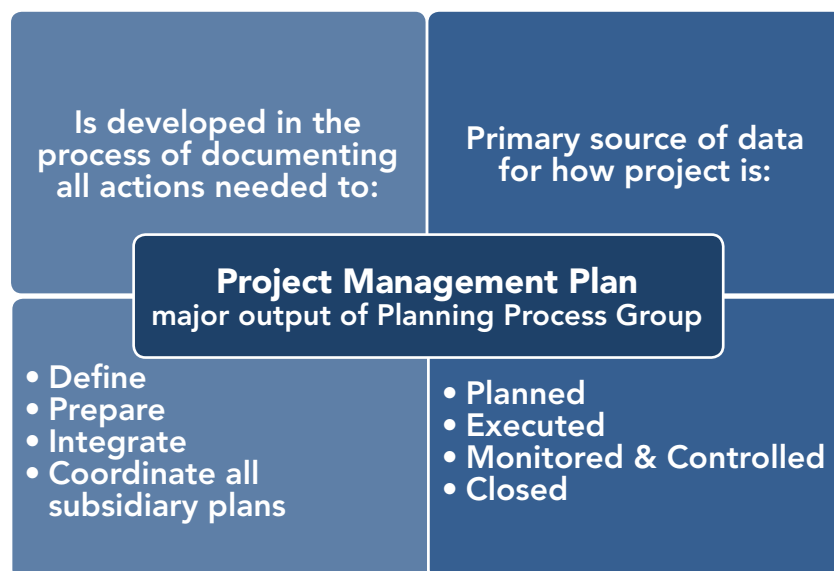 Is developed in the
process of documenting
all actions needed to:
Primary source of data
for how project is:
Project Management Plan
major output of Planning Process Group
• Define
• Prepare
• Integrate
• Coordinate all
subsidiary plans
• Planned
• Executed
• Monitored & Controlled
• Closed